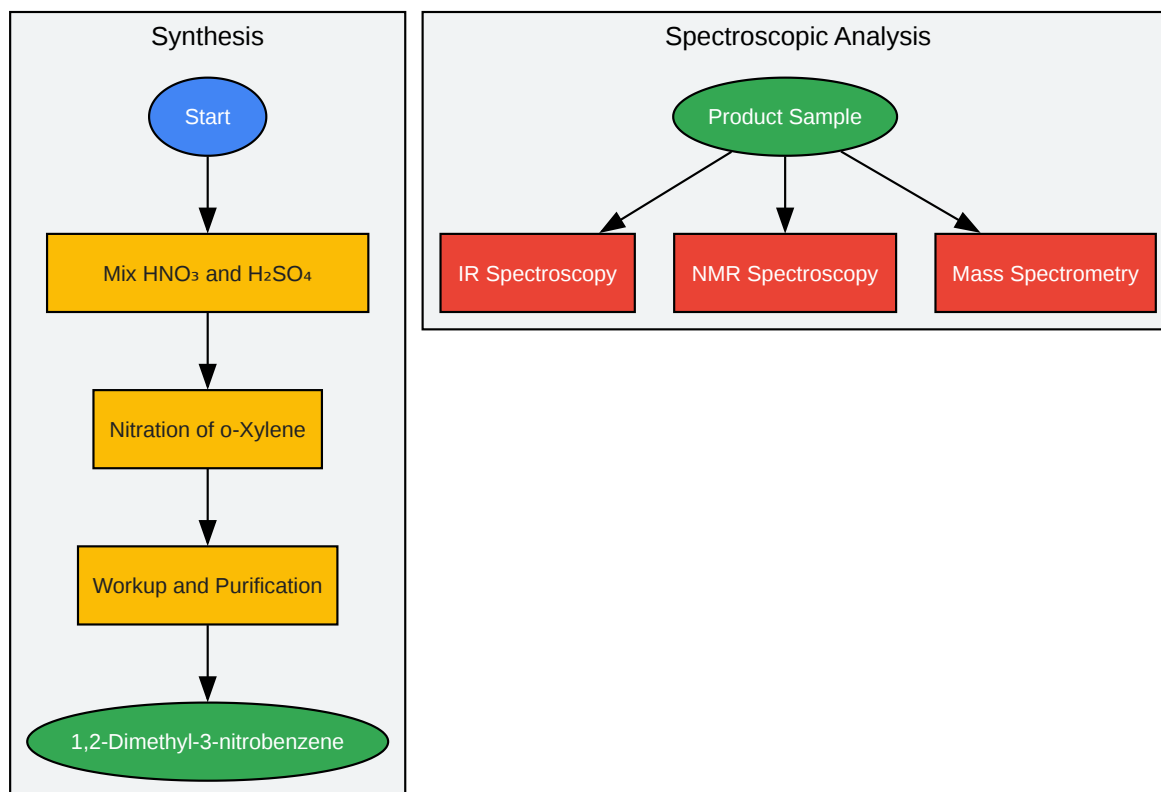 Synthesis
Start
Mix HNO₃ and H₂SO₄
Nitration of o-Xylene
Workup and Purification
1,2-Dimethyl-3-nitrobenzene
Spectroscopic Analysis
Product Sample
IR Spectroscopy
NMR Spectroscopy
Mass Spectrometry